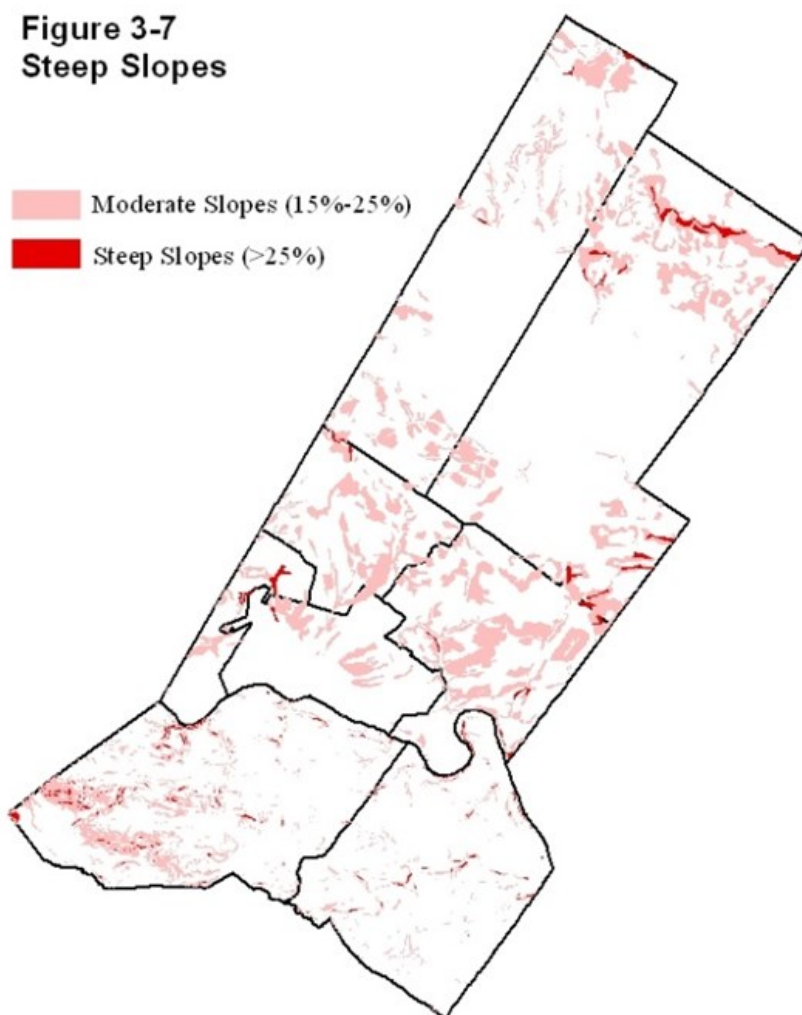 Figure 3-7
Steep Slopes
Moderate Slopes (15%-25%)
Steep Slopes (>25%)